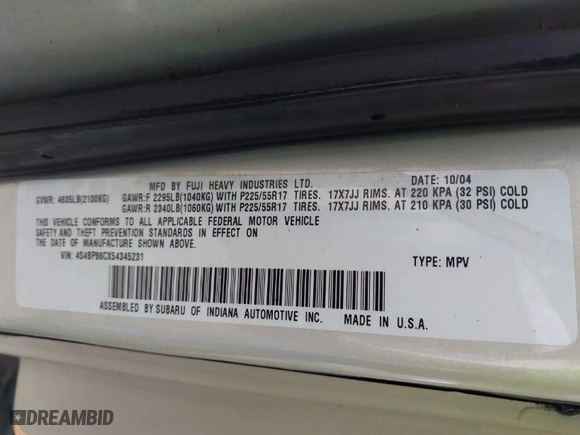 MFD BY FUJI HEAVY INDUSTRIES LTD. DATE: 10/04
GVWR: 4635LB(2100KG) GAWR:F 2295LB(1040KG) WITH P225/55R17 TIRES. 17X7JJ RIMS. AT 220 KPA (32 PSI) COLD
GAWR:R 2340LB(1060KG) WITH P225/55R17 TIRES. 17X7JJ RIMS. AT 210 KPA (30 PSI) COLD
THIS VEHICLE CONFORMS TO ALL APPLICABLE FEDERAL MOTOR VEHICLE
SAFETY AND THEFT PREVENTION STANDARDS IN EFFECT ON
THE DATE OF MANUFACTURE SHOWN ABOVE.
VIN: 4S4BP86CX54345231 TYPE: MPV
ASSEMBLED BY SUBARU OF INDIANA AUTOMOTIVE INC. MADE IN U.S.A.
DREAMBID